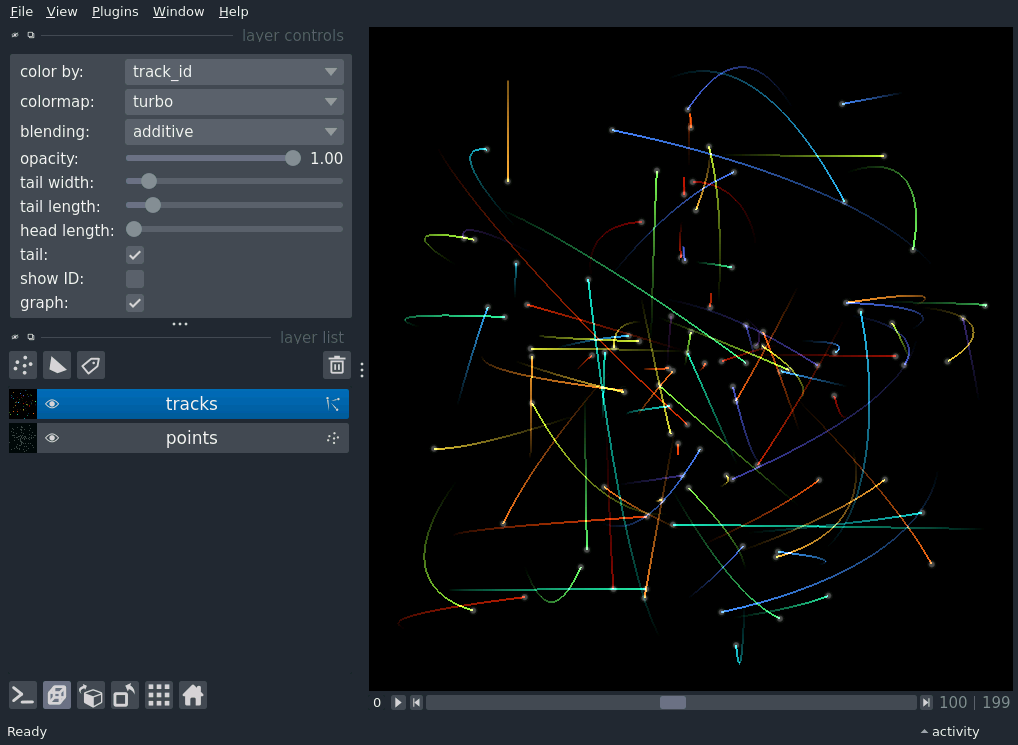 File View Plugins Window Help
layer controls
color by: track_id
colormap: turbo
blending: additive
opacity: 1.00
tail width:
tail length:
head length:
tail:
show ID:
graph:
layer list
tracks
points
0 100 | 199
Ready activity